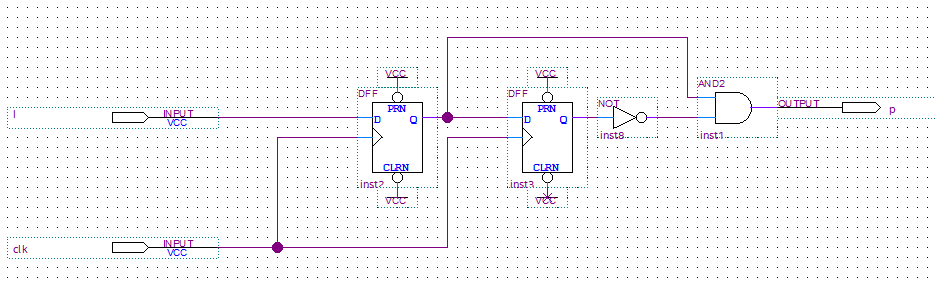 I
INPUT
VCC
clk
INPUT
VCC
VCC
DFF
PRN
D
Q
CLRN
inst2
VCC
VCC
DFF
PRN
D
Q
CLRN
inst3
VCC
NOT
inst8
AND2
inst1
OUTPUT
p